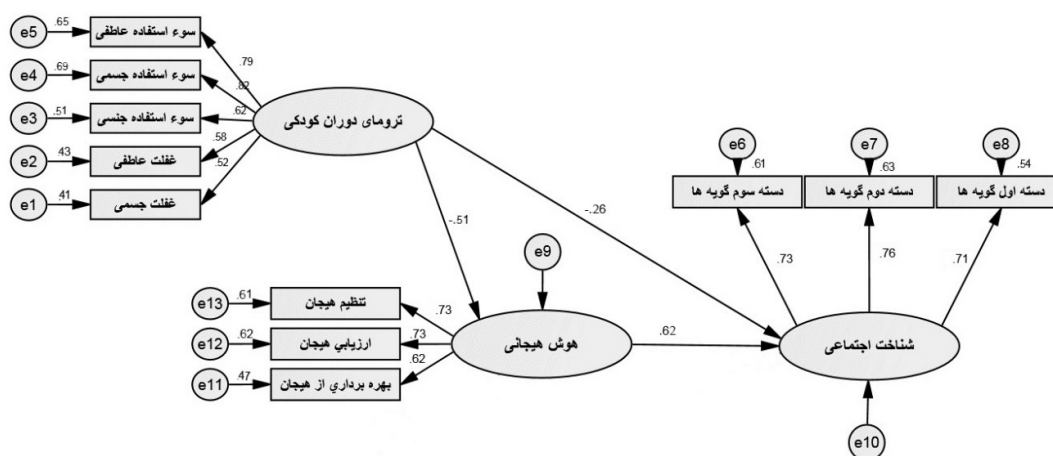 e5
.65
سوء استفاده عاطفی
.79
e4
.69
سوء استفاده جسمی
.62
e3
.51
سوء استفاده جنسی
.62
ترومای دوران کودکی
e2
.43
غفلت عاطفی
.58
e1
.41
غفلت جسمی
.52
e6
e7
e8
.61
.63
.54
دسته سوم گویه ها
دسته دوم گویه ها
دسته اول گویه ها
-.51
-.26
.73
.76
.71
e9
e13
.61
تنظیم هیجان
.73
e12
.62
ارزیابي هیجان
.73
هوش هیجانی
.62
شناخت اجتماعی
e11
.47
بهره برداري از هیجان
.62
e10